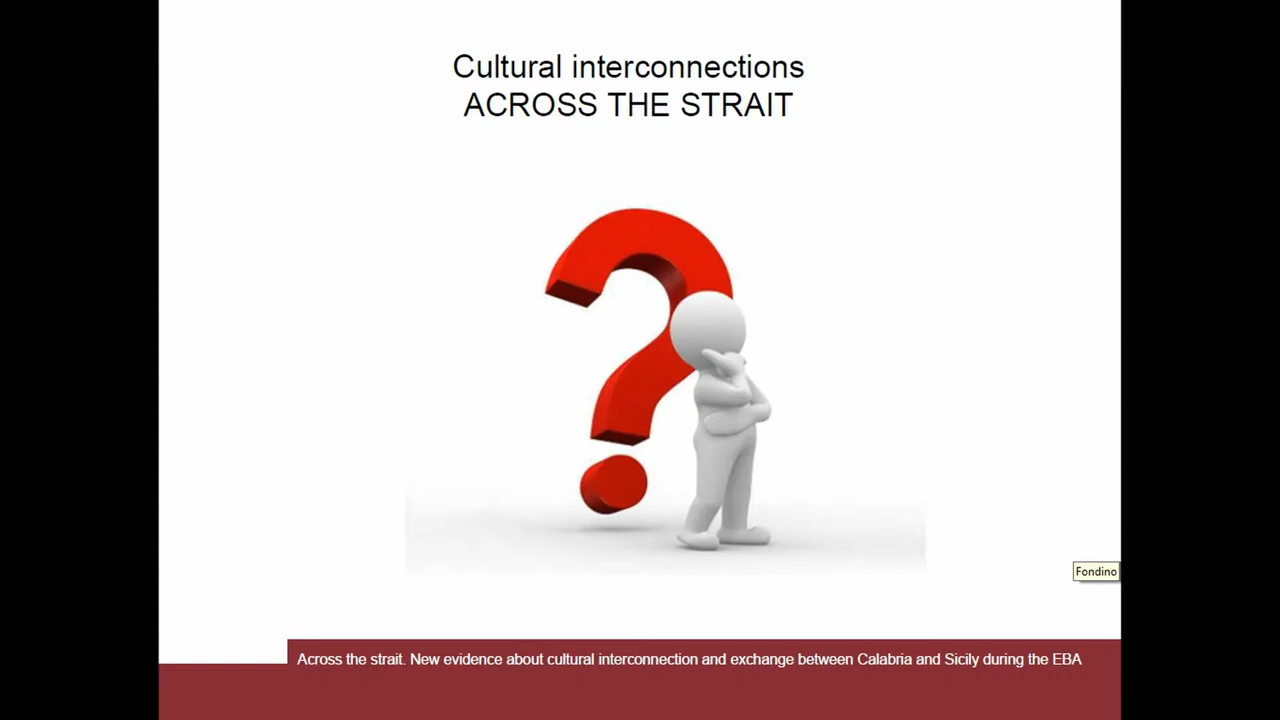 Cultural interconnections
ACROSS THE STRAIT
Fondino
Across the strait. New evidence about cultural interconnection and exchange between Calabria and Sicily during the EBA